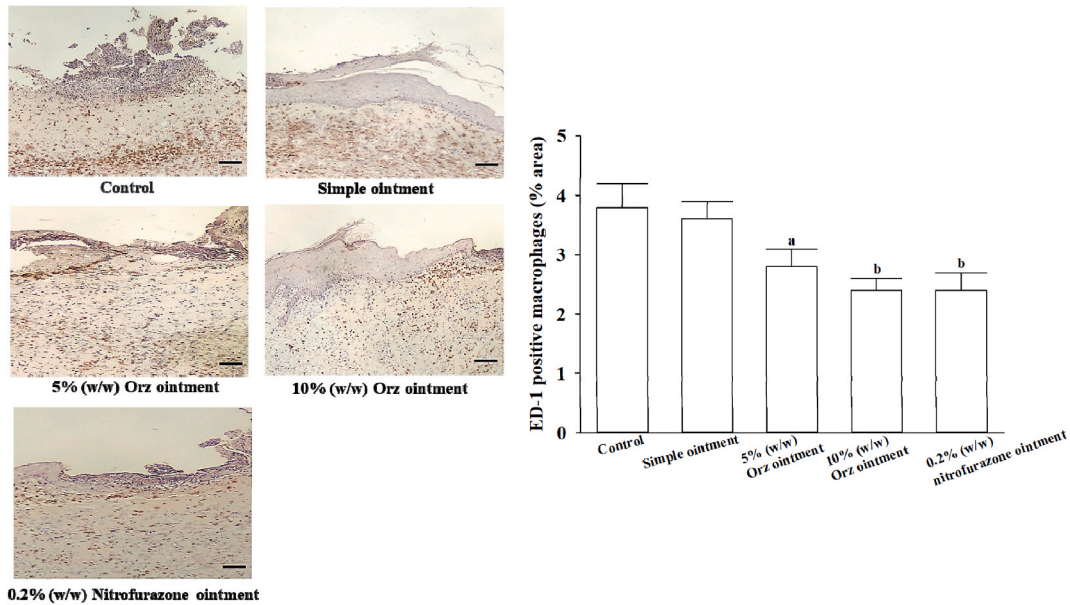 Control
Simple ointment
5% (w/w) Orz ointment
10% (w/w) Orz ointment
0.2% (w/w) Nitrofurazone ointment
ED-1 positive macrophages (% area)
5
4
3
2
1
0
a
b
b
Control
Simple ointment
5% (w/w)
Orz ointment
10% (w/w)
Orz ointment
0.2% (w/w)
nitrofurazone ointment